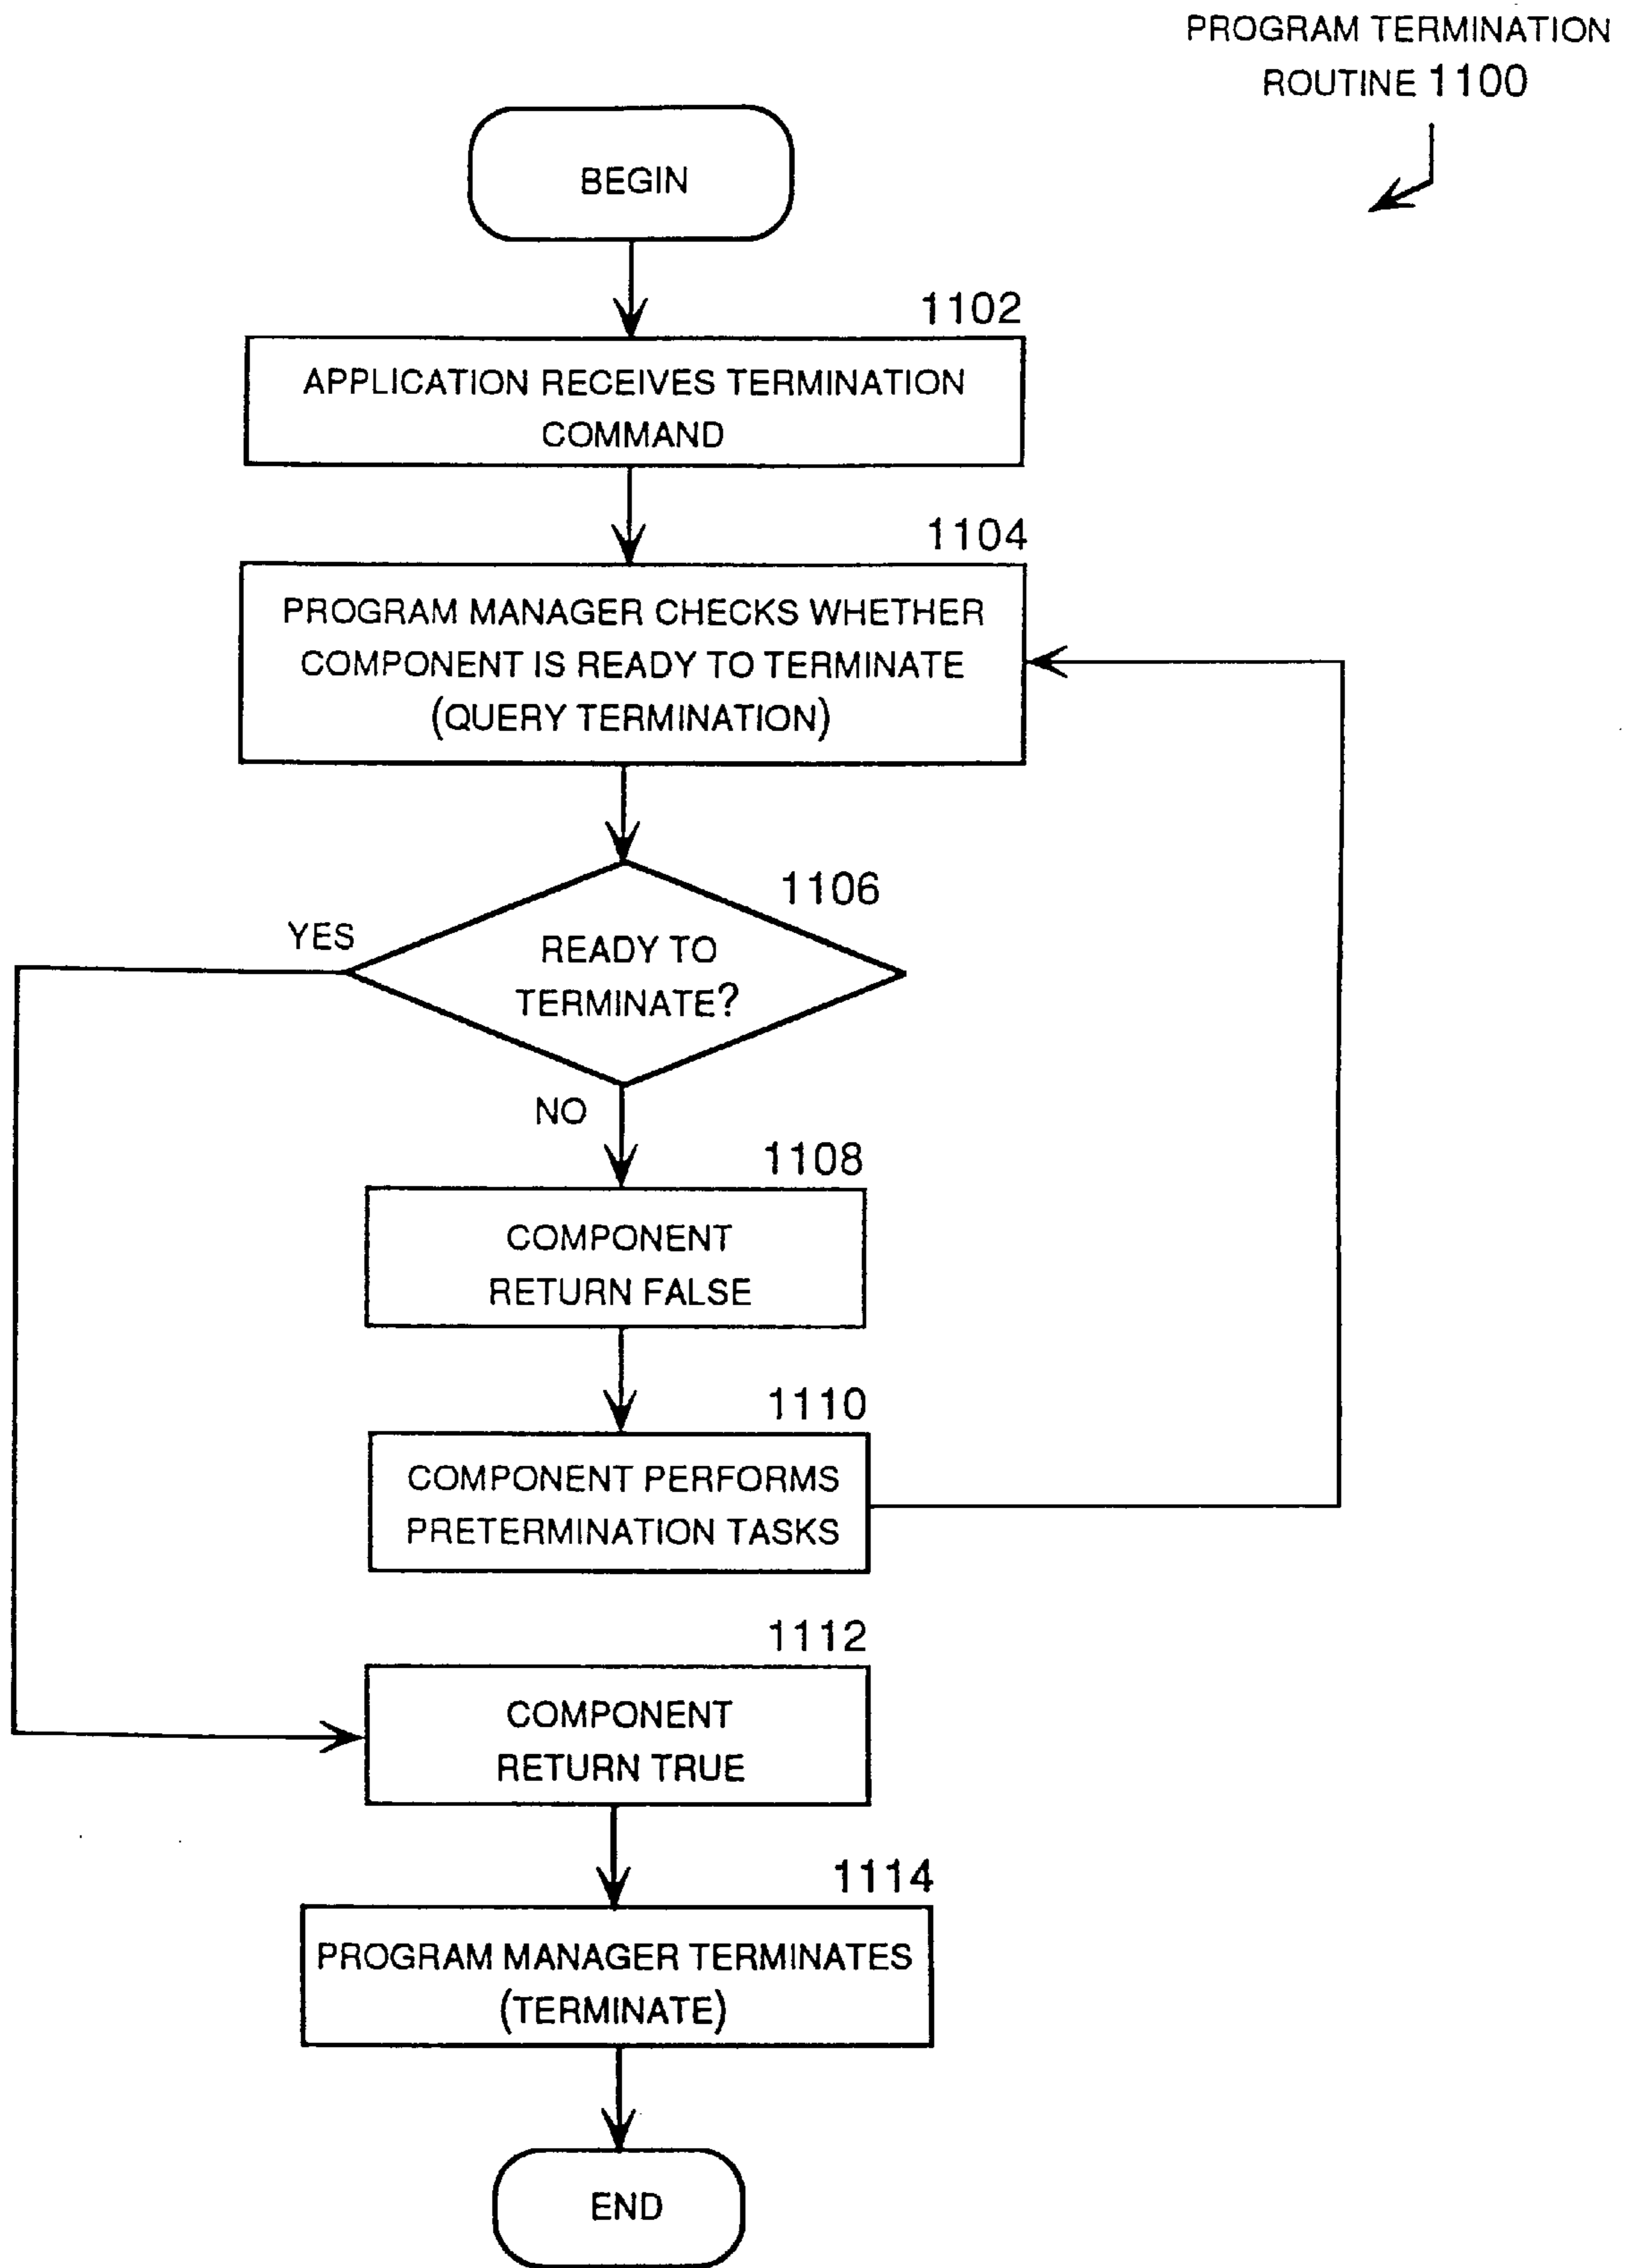 PROGRAM TERMINATION
ROUTINE 1100
BEGIN
1102
APPLICATION RECEIVES TERMINATION
COMMAND
1104
PROGRAM MANAGER CHECKS WHETHER
COMPONENT IS READY TO TERMINATE
(QUERY TERMINATION)
1106
YES
READY TO
TERMINATE?
NO
1108
COMPONENT
RETURN FALSE
1110
COMPONENT PERFORMS
PRETERMINATION TASKS
1112
COMPONENT
RETURN TRUE
1114
PROGRAM MANAGER TERMINATES
(TERMINATE)
END